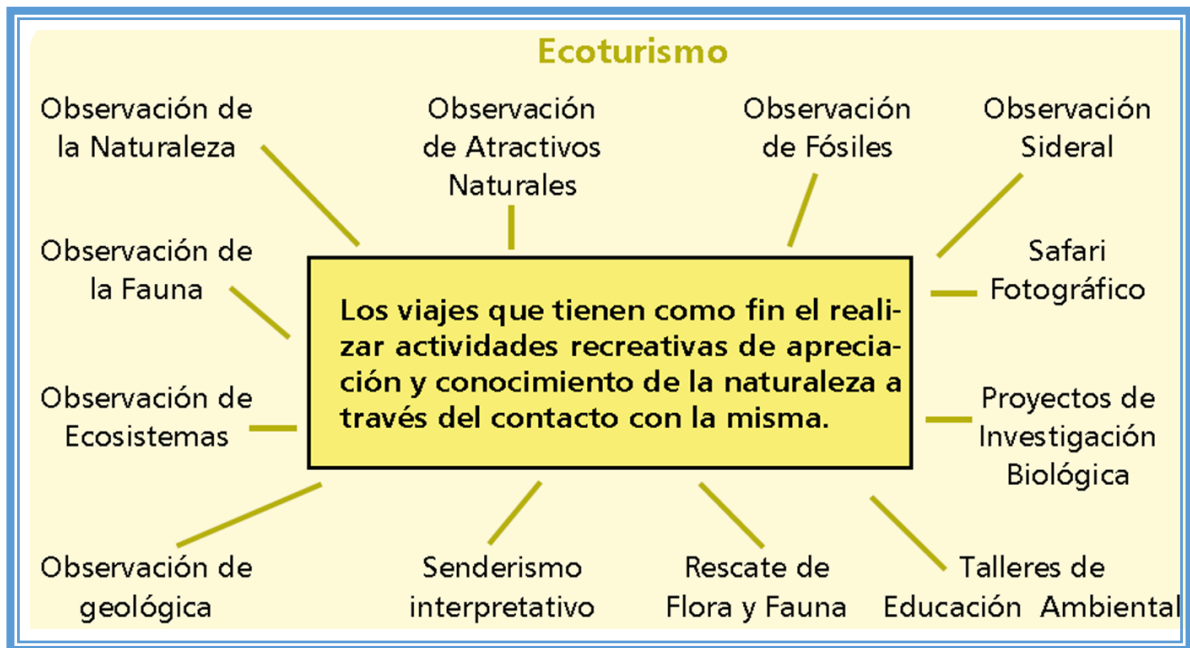 Ecoturismo
Observación de
la Naturaleza
Observación
de Atractivos
Naturales
Observación
de Fósiles
Observación
Sideral
Observación de
la Fauna
Safari
Fotográfico
Los viajes que tienen como fin el reali-
zar actividades recreativas de aprecia-
ción y conocimiento de la naturaleza a
través del contacto con la misma.
Observación de
Ecosistemas
Proyectos de
Investigación
Biológica
Observación de
geológica
Senderismo
interpretativo
Rescate de
Flora y Fauna
Talleres de
Educación Ambiental